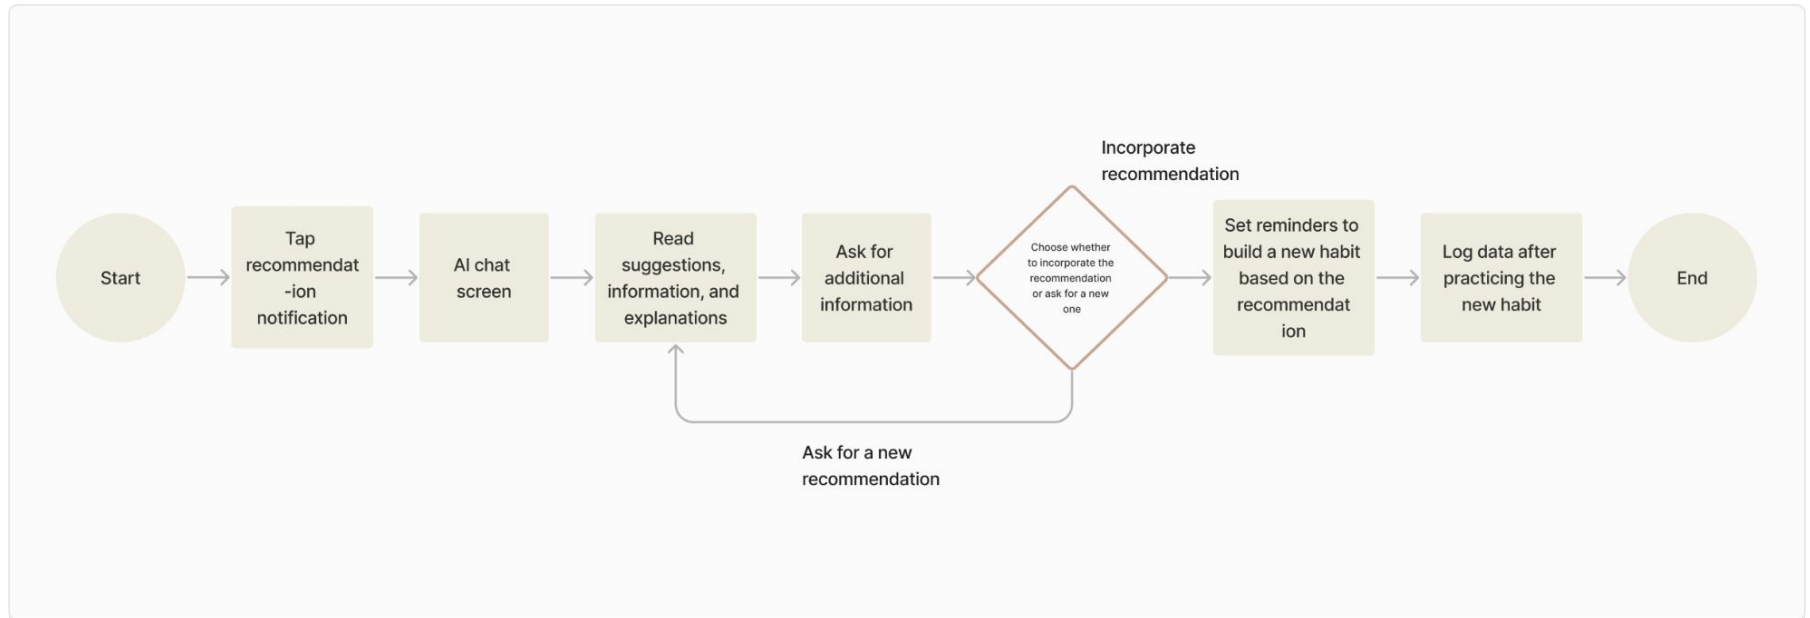 Start
Tap
recommendat
-ion
notification
AI chat
screen
Read
suggestions,
information, and
explanations
Ask for
additional
information
Choose whether
to incorporate the
recommendation
or ask for a new
one
Incorporate
recommendation
Ask for a new
recommendation
Set reminders to
build a new habit
based on the
recommendat
ion
Log data after
practicing the
new habit
End